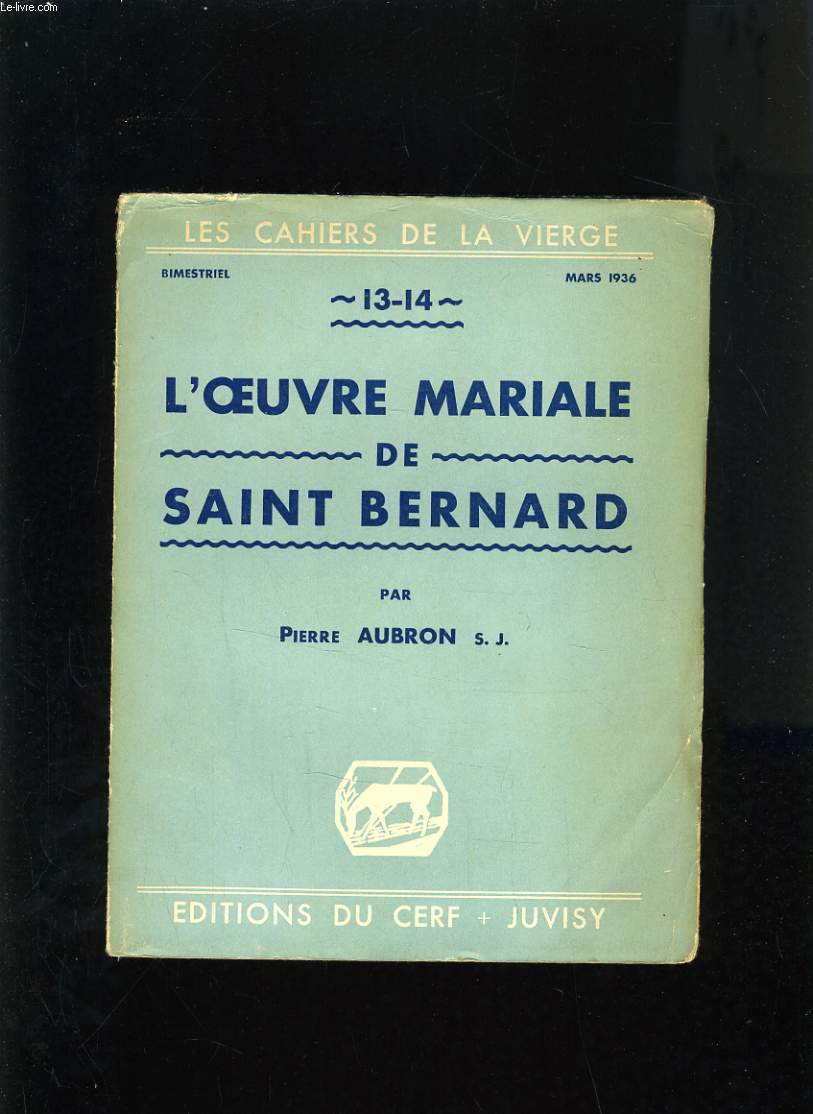 Le-livre.com
LES CAHIERS DE LA VIERGE
BIMESTRIEL MARS 1936
~13-14~
L'ŒUVRE MARIALE
DE
SAINT BERNARD
PAR
PIERRE AUBRON S. J.
EDITIONS DU CERF + JUVISY